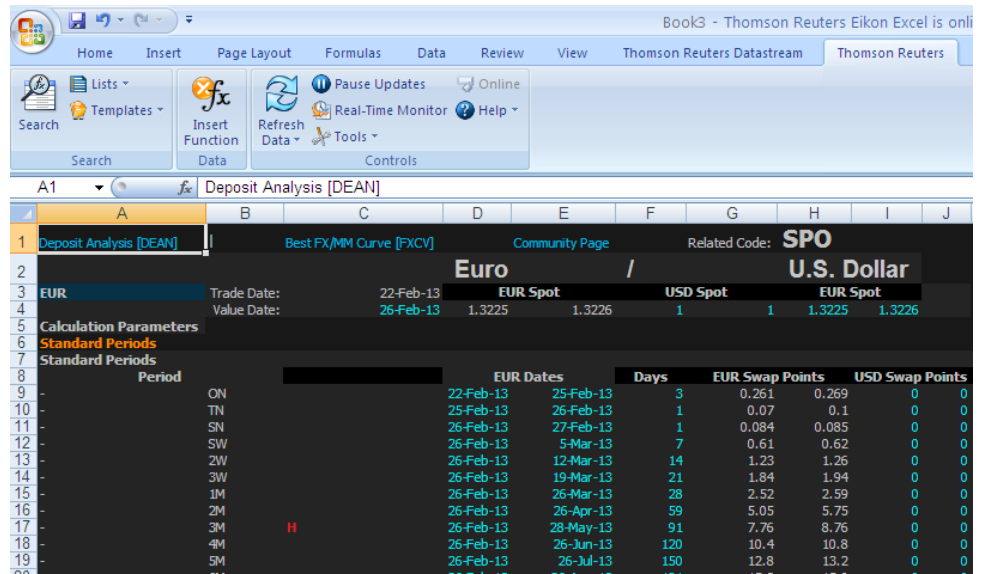 Book3 - Thomson Reuters Eikon Excel is onli
Home Insert Page Layout Formulas Data Review View Thomson Reuters Datastream Thomson Reuters
Search
Lists
Templates
Search
Insert Function
Data
Refresh Data
Pause Updates
Real-Time Monitor
Tools
Online
Help
Controls
A1 fx Deposit Analysis [DEAN]
A B C D E F G H I J
1 Deposit Analysis [DEAN] Best FX/MM Curve [FXCV] Community Page Related Code: SPO
2 Euro / U.S. Dollar
3 EUR Trade Date: 22-Feb-13 EUR Spot USD Spot EUR Spot
4 Value Date: 26-Feb-13 1.3225 1.3226 1 1 1.3225 1.3226
5 Calculation Parameters
6 Standard Periods
7 Standard Periods
8 Period EUR Dates Days EUR Swap Points USD Swap Points
9 - ON 22-Feb-13 25-Feb-13 3 0.261 0.269 0 0
10 - TN 25-Feb-13 26-Feb-13 1 0.07 0.1 0 0
11 - SN 26-Feb-13 27-Feb-13 1 0.084 0.085 0 0
12 - SW 26-Feb-13 5-Mar-13 7 0.61 0.62 0 0
13 - 2W 26-Feb-13 12-Mar-13 14 1.23 1.26 0 0
14 - 3W 26-Feb-13 19-Mar-13 21 1.84 1.94 0 0
15 - 1M 26-Feb-13 26-Mar-13 28 2.52 2.59 0 0
16 - 2M 26-Feb-13 26-Apr-13 59 5.05 5.75 0 0
17 - 3M H 26-Feb-13 28-May-13 91 7.76 8.76 0 0
18 - 4M 26-Feb-13 26-Jun-13 120 10.4 10.8 0 0
19 - 5M 26-Feb-13 26-Jul-13 150 12.8 13.2 0 0